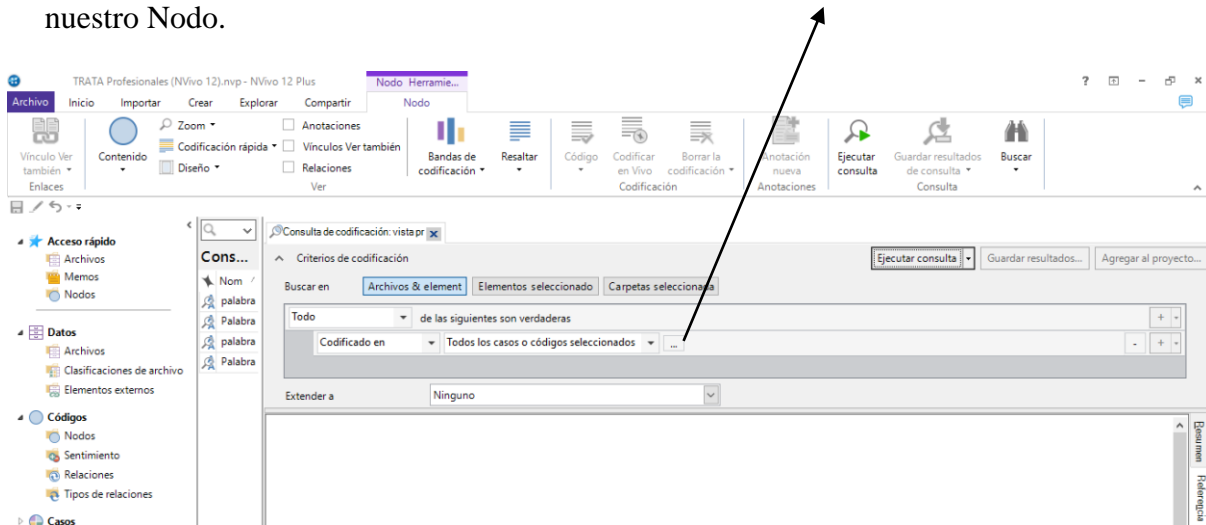 nuestro Nodo.
TRATA Profesionales (NVivo 12).nvp - NVivo 12 Plus
Nodo Herramie...
?
Archivo Inicio Importar Crear Explorar Compartir Nodo
Vínculo Ver también
Enlaces
Contenido
Zoom
Codificación rápida
Diseño
Anotaciones
Vínculos Ver también
Relaciones
Ver
Bandas de codificación
Resaltar
Código
Codificar en Vivo
Borrar la codificación
Codificación
Anotación nueva
Anotaciones
Ejecutar consulta
Guardar resultados de consulta
Buscar
Consulta
Acceso rápido
Archivos
Memos
Nodos
Datos
Archivos
Clasificaciones de archivo
Elementos externos
Códigos
Nodos
Sentimiento
Relaciones
Tipos de relaciones
Casos
Cons...
Nom
palabra
Palabra
palabra
Palabra
Consulta de codificación: vista pr
Criterios de codificación
Ejecutar consulta Guardar resultados... Agregar al proyecto...
Buscar en Archivos & element Elementos seleccionado Carpetas seleccionada
Todo de las siguientes son verdaderas + -
Codificado en Todos los casos o códigos seleccionados ... - + -
Extender a Ninguno
Resumen
Referencia